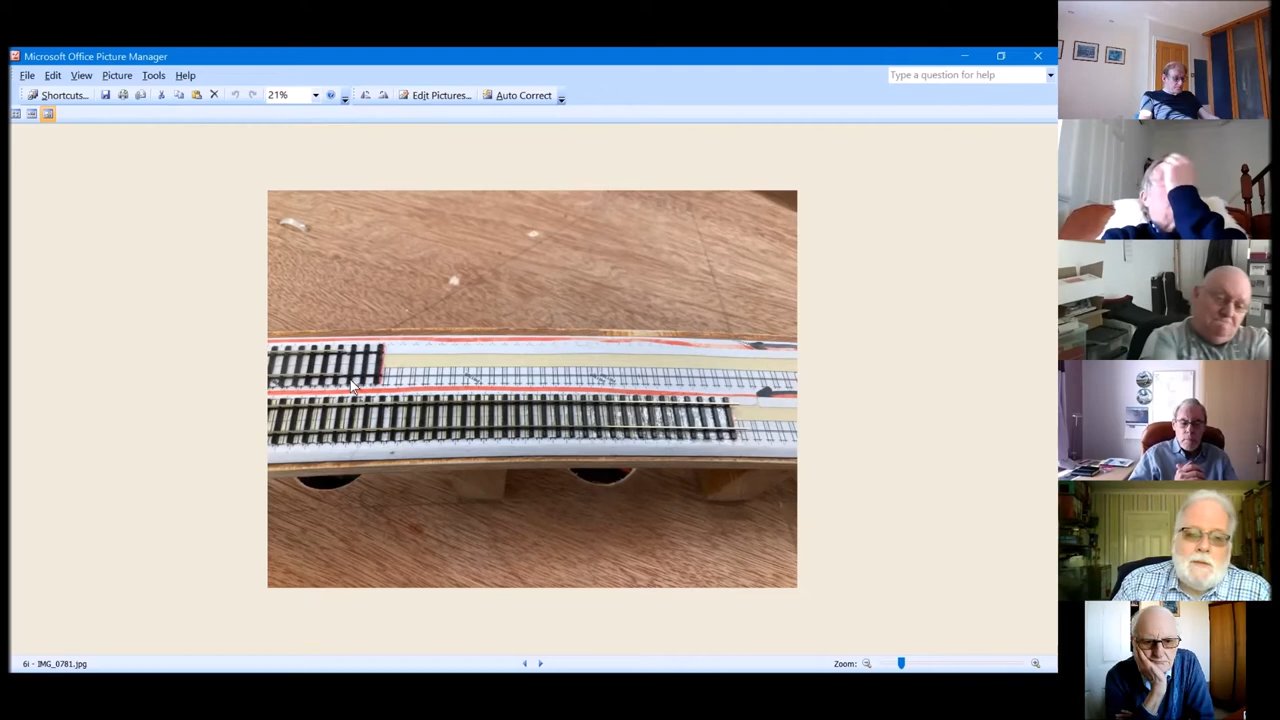 Microsoft Office Picture Manager
File Edit View Picture Tools Help
Type a question for help
Shortcuts... 21% Edit Pictures... Auto Correct
6i - IMG_0781.jpg
Zoom: